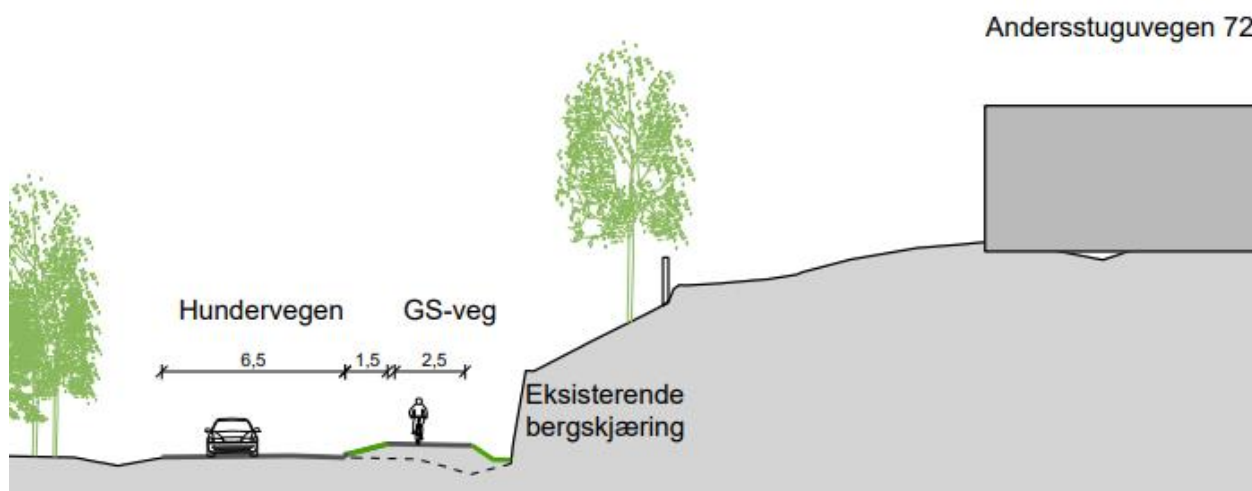 Andersstuguvegen 72
Hundervegen
GS-veg
6,5
1,5
2,5
Eksisterende
bergskjæring